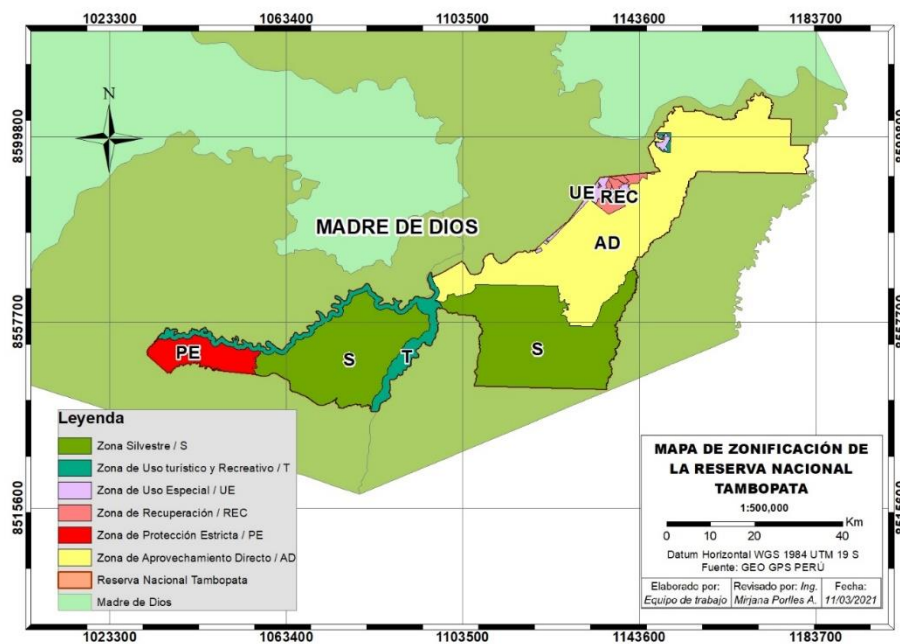 1023300 1063400 1103500 1143600 1183700
N
8599800 8599800
UE REC
MADRE DE DIOS
AD
8557700 8557700
PE
S T S
Leyenda
Zona Silvestre / S
Zona de Uso turístico y Recreativo / T
Zona de Uso Especial / UE
Zona de Recuperación / REC
Zona de Protección Estricta / PE
Zona de Aprovechamiento Directo / AD
Reserva Nacional Tambopata
Madre de Dios
8515600 8515600
MAPA DE ZONIFICACIÓN DE
LA RESERVA NACIONAL
TAMBOPATA
1:500,000
Km
0 10 20 40
Datum Horizontal WGS 1984 UTM 19 S
Fuente: GEO GPS PERÚ
Elaborado por: Revisado por: Ing. Fecha:
Equipo de trabajo Mirjana Porlles A. 11/03/2021
1023300 1063400 1103500 1143600 1183700